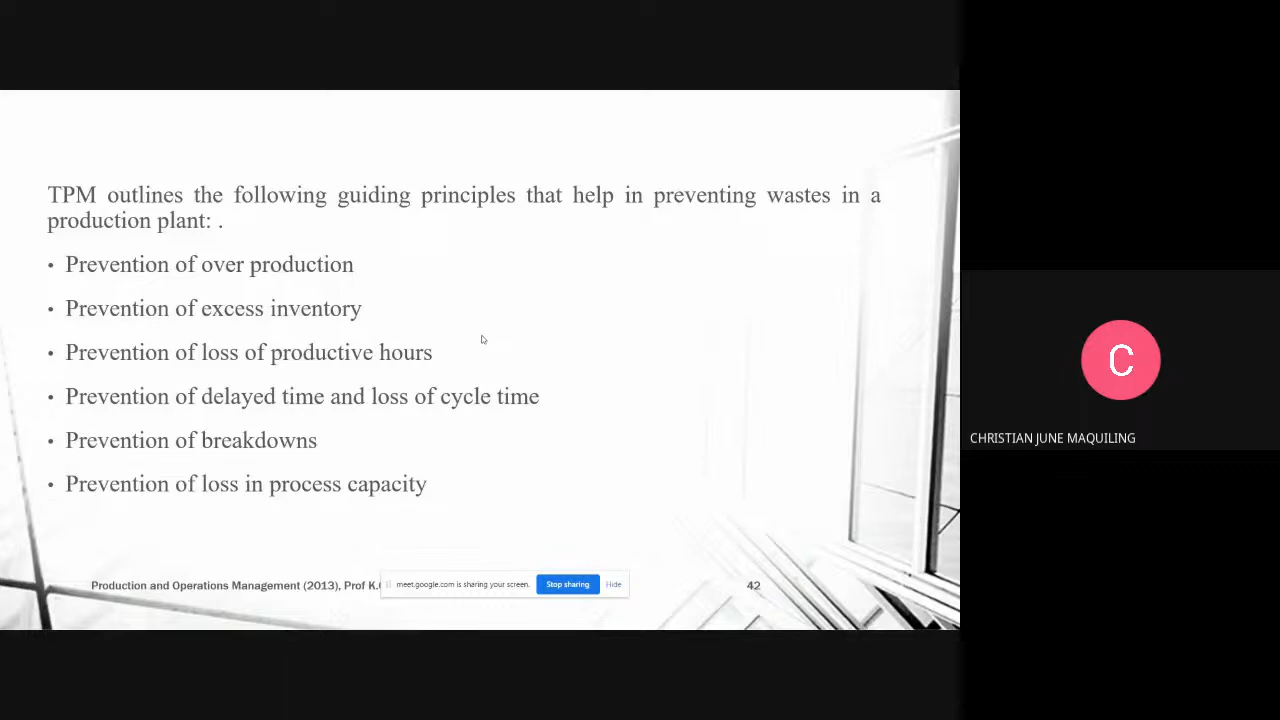 TPM outlines the following guiding principles that help in preventing wastes in a
production plant: .
• Prevention of over production
• Prevention of excess inventory
• Prevention of loss of productive hours
• Prevention of delayed time and loss of cycle time
• Prevention of breakdowns
• Prevention of loss in process capacity
Production and Operations Management (2013), Prof K.
meet.google.com is sharing your screen. Stop sharing Hide
42
C
CHRISTIAN JUNE MAQUILING